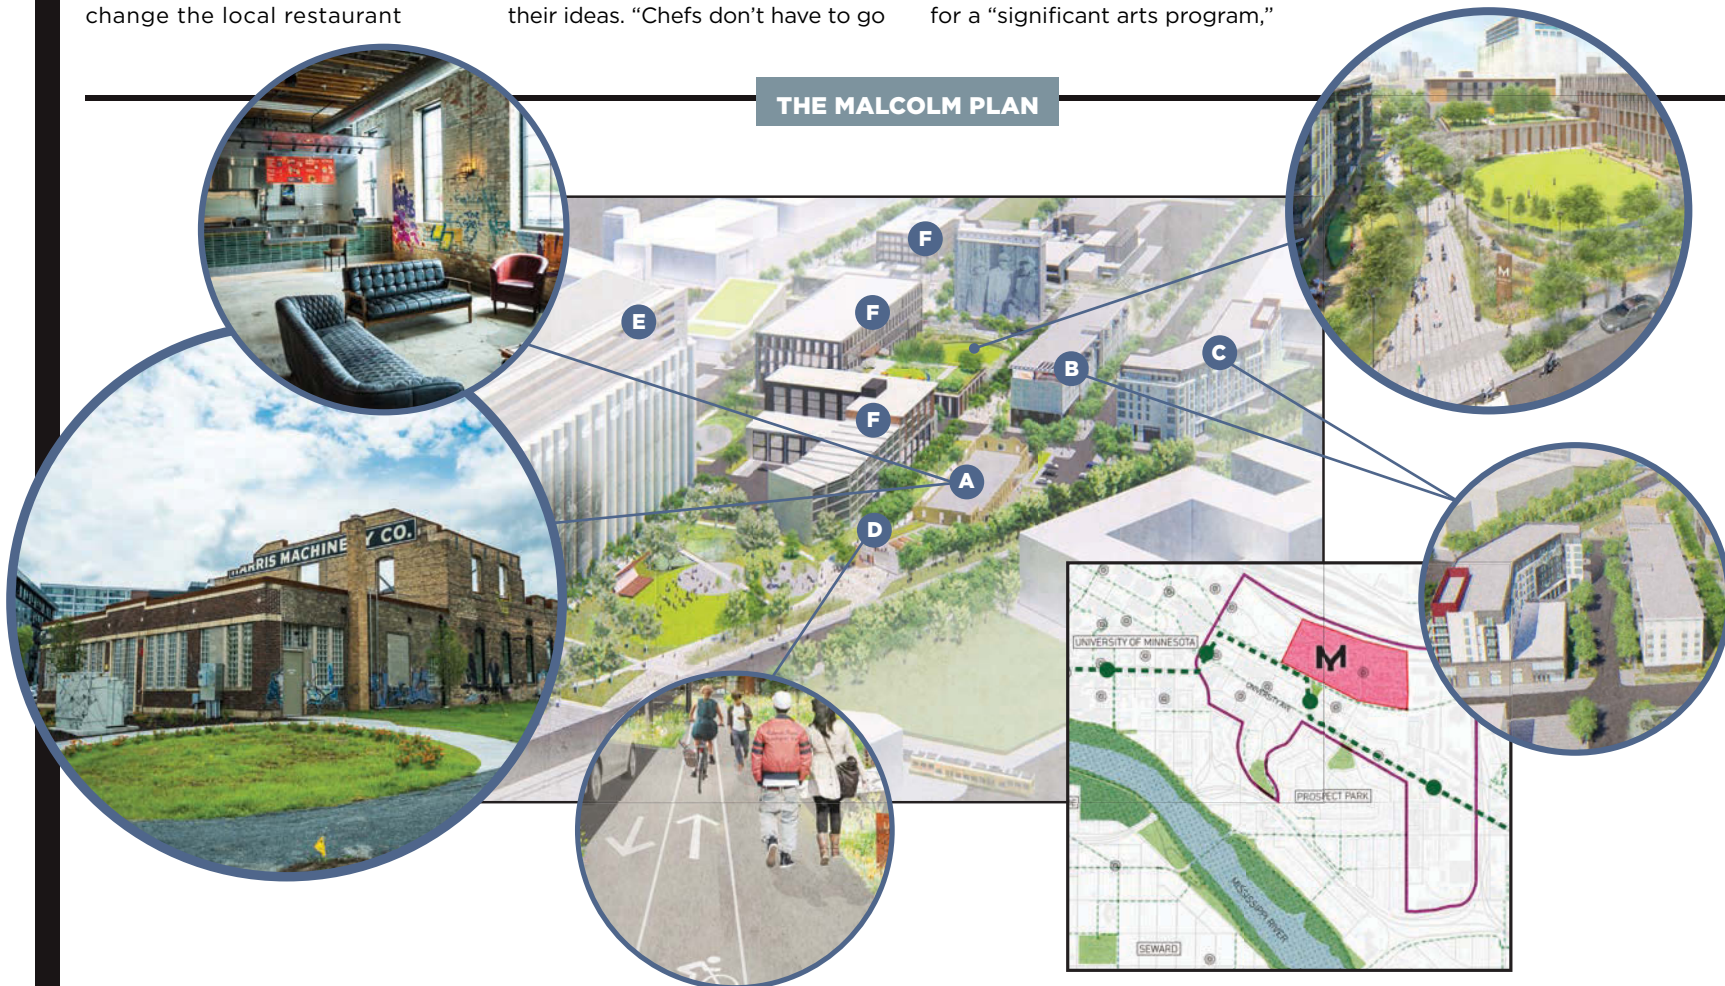 change the local restaurant
their ideas. “Chefs don’t have to go
for a “significant arts program,”
THE MALCOLM PLAN
F
E
F
C
B
F
A
D
HARRIS MACHINERY CO.
M
UNIVERSITY OF MINNESOTA
M
UNIVERSITY AVE
PROSPECT PARK
MISSISSIPPI RIVER
SEWARD